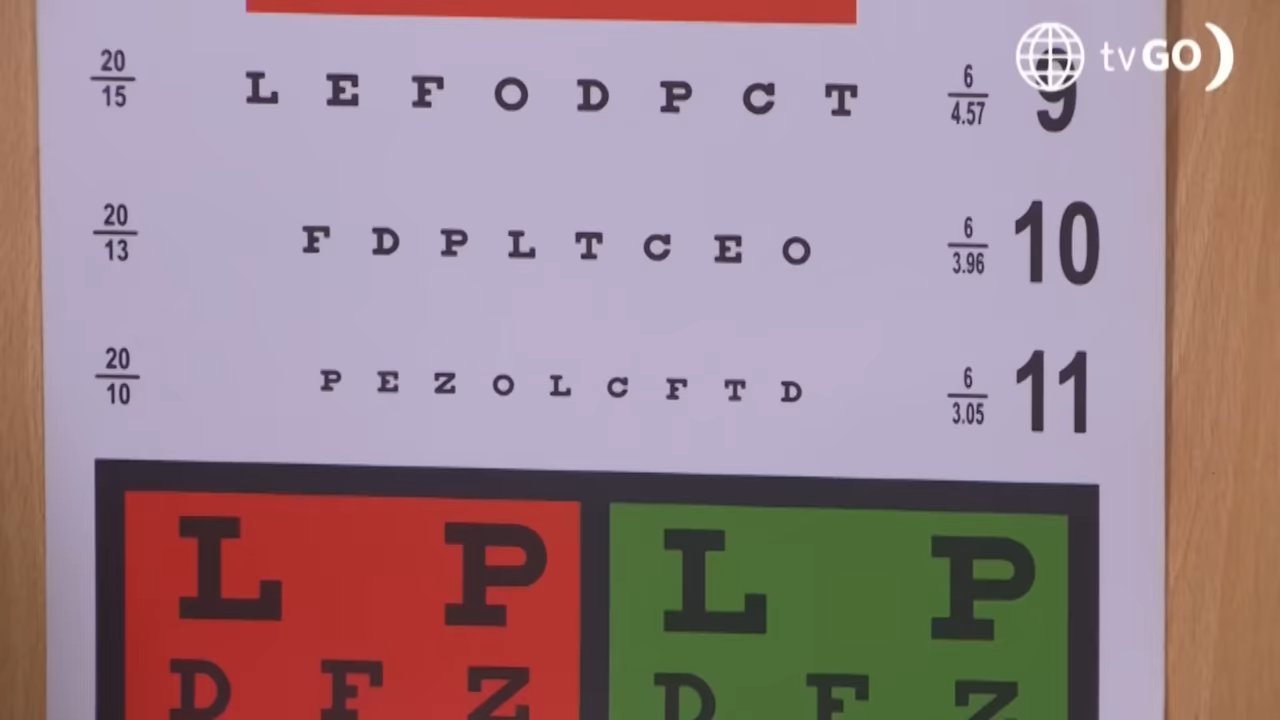 tvGO
20/15 L E F O D P C T 6/4.57 9
20/13 F D P L T C E O 6/3.96 10
20/10 P E Z O L C F T D 6/3.05 11
L P L P
D F Z D F Z